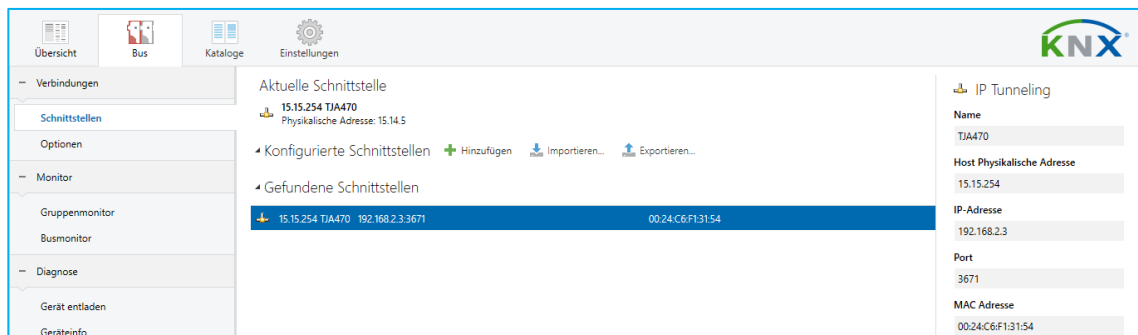 Übersicht
Bus
Kataloge
Einstellungen
KNX
Verbindungen
Schnittstellen
Optionen
Monitor
Gruppenmonitor
Busmonitor
Diagnose
Gerät entladen
Geräteinfo
Aktuelle Schnittstelle
15.15.254 TJA470
Physikalische Adresse: 15.14.5
Konfigurierte Schnittstellen Hinzufügen Importieren... Exportieren...
Gefundene Schnittstellen
15.15.254 TJA470 192.168.2.3:3671 00:24:C6:F1:31:54
IP Tunneling
Name
TJA470
Host Physikalische Adresse
15.15.254
IP-Adresse
192.168.2.3
Port
3671
MAC Adresse
00:24:C6:F1:31:54